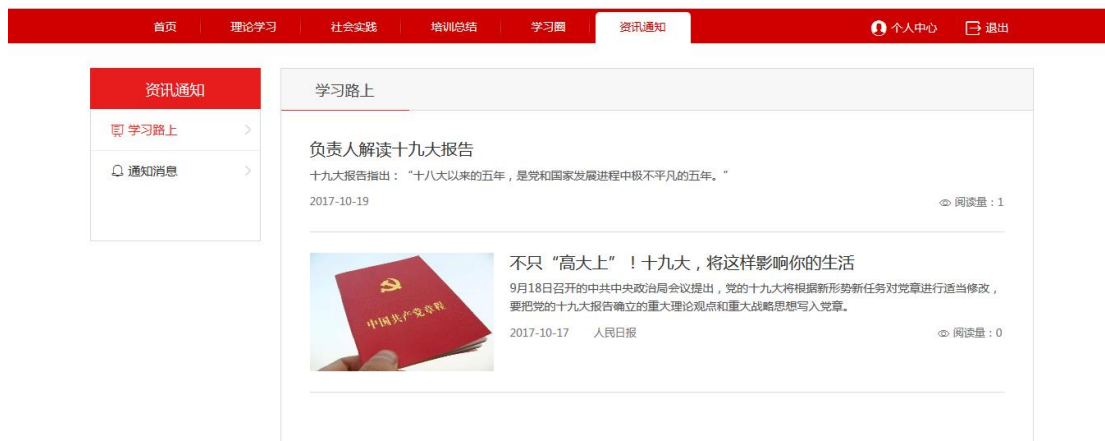 首页
理论学习
社会实践
培训总结
学习圈
资讯通知
个人中心
退出
资讯通知
学习路上
通知消息
学习路上
负责人解读十九大报告
十九大报告指出：“十八大以来的五年，是党和国家发展进程中极不平凡的五年。”
2017-10-19
阅读量：1
中国共产党章程
不只“高大上”！十九大，将这样影响你的生活
9月18日召开的中共中央政治局会议提出，党的十九大将根据新形势新任务对党章进行适当修改，
要把党的十九大报告确立的重大理论观点和重大战略思想写入党章。
2017-10-17 人民日报
阅读量：0